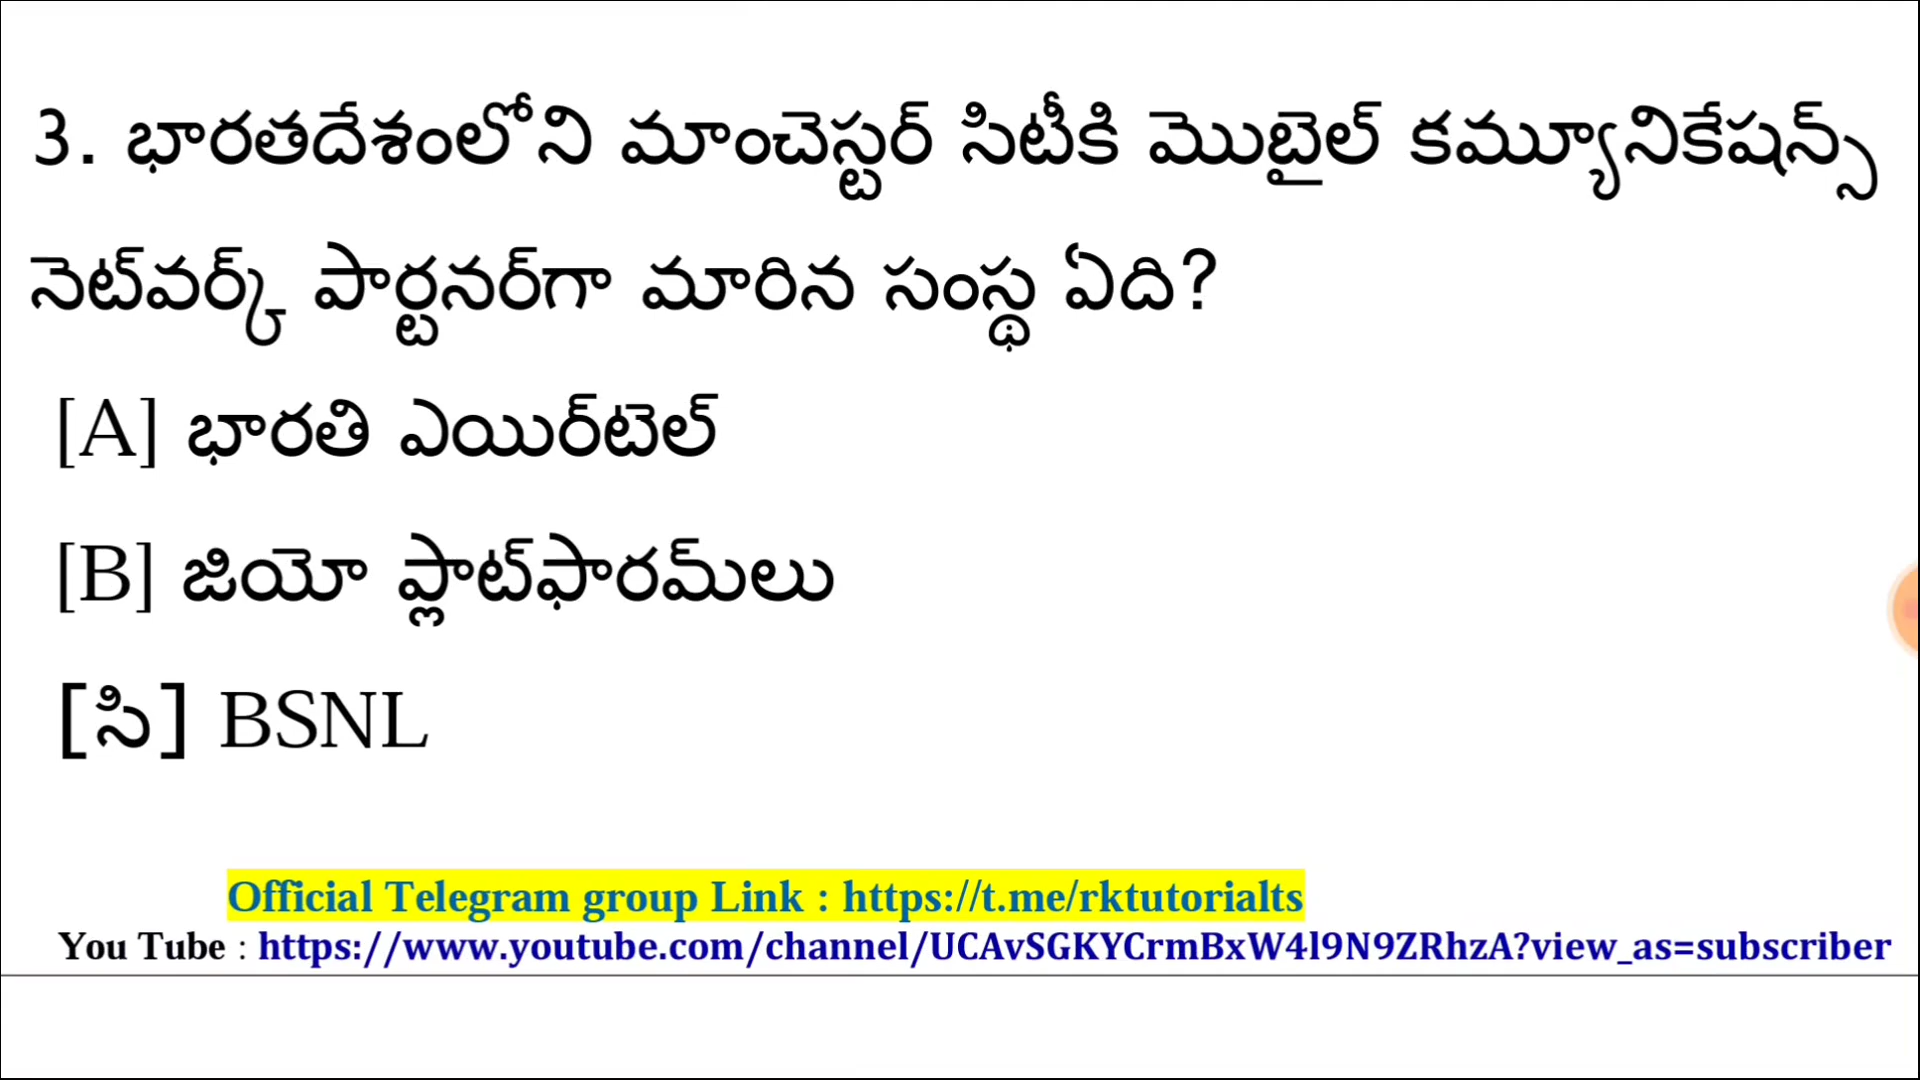 3. భారతదేశంలోని మాంచెస్టర్ సిటీకి మొబైల్ కమ్యూనికేషన్స్
నెట్‌వర్క్ పార్ట‌నర్‌గా మారిన సంస్థ ఏది?
[A] భారతి ఎయిర్‌టెల్
[B] జియో ప్లాట్‌ఫారమ్‌లు
[సి] BSNL
Official Telegram group Link : https://t.me/rktutorialts
You Tube : https://www.youtube.com/channel/UCAvSGKYCrmBxW4l9N9ZRhzA?view_as=subscriber